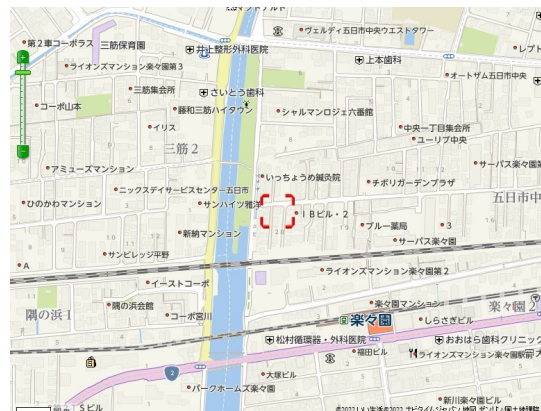 ヴェルディ五日市中央ウエストタワー
第2車コーポラス
三筋保育園
井上整形外科医院
上本歯科
レプト
ライオンズマンション楽々園第3
オートザム五日市中央
三筋集会所
さいとう歯科
コーポ山本
藤和三筋ハイタウン
シャルマンロジェ六番館
イリス
中央一丁目集会所
ユーリプ中央
三筋2
アミューズマンション
いっちょうめ鍼灸院
サーパス楽々園
ニックスデイサービスセンター五日市
チボリガーデンプラザ
ひのかわマンション
サンハイツ雅洋
五日市中
IBビル・2
新納マンション
ブルー薬局
3
サーパス楽々園
サンビレッジ平野
A
ライオンズマンション楽々園第2
イーストコーポ
隅の浜会館
楽々園マンション
楽々園2
隅の浜1
コーポ宮川
楽々園
しらさぎビル
松村循環器・外科医院
おおはら歯科クリニック
福田ビル
ライオンズマンション楽々園駅前
2
大塚ビル
パークホームズ楽々園
新川楽々園ビル
Sビル